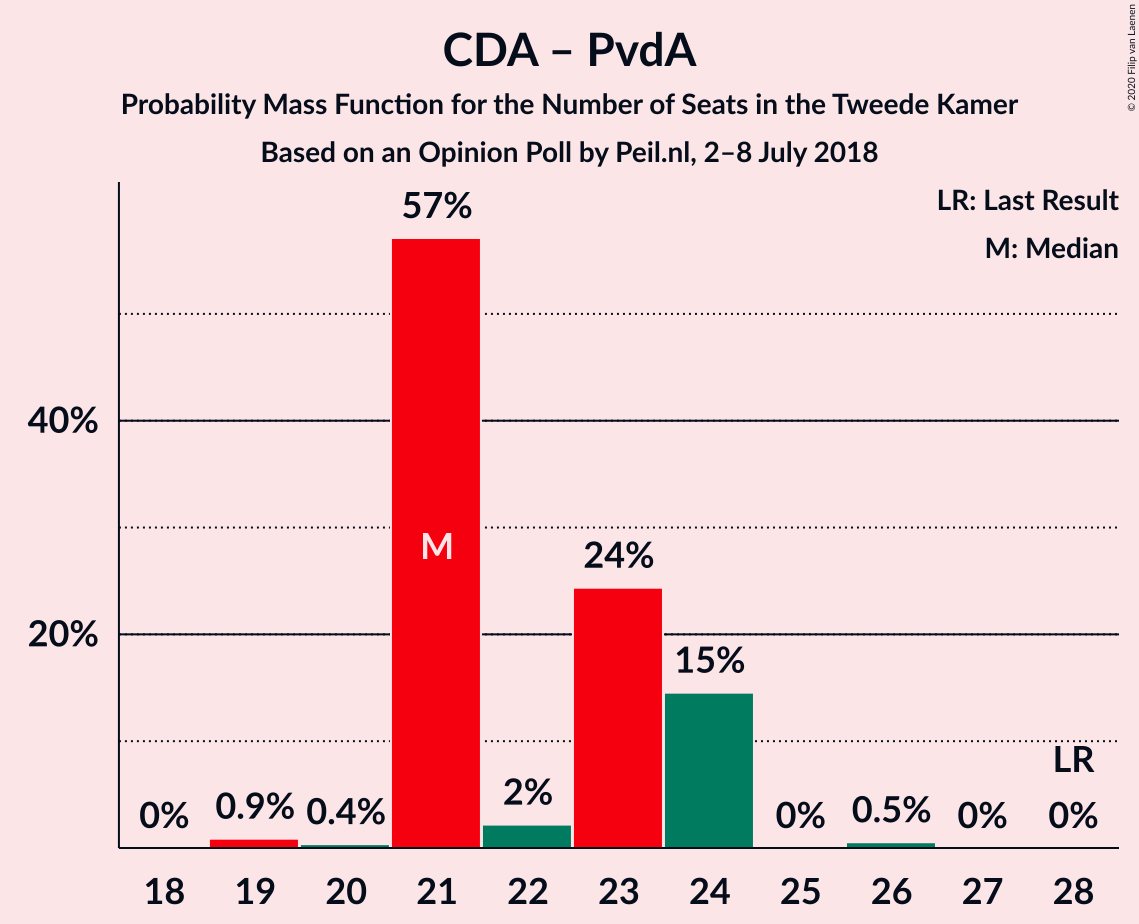 CDA – PvdA
Probability Mass Function for the Number of Seats in the Tweede Kamer
Based on an Opinion Poll by Peil.nl, 2–8 July 2018
© 2020 Filip van Laenen
LR: Last Result
M: Median
57%
40%
M
24%
20%
15%
LR
0% 0.9% 0.4% 2% 0% 0.5% 0% 0%
18 19 20 21 22 23 24 25 26 27 28